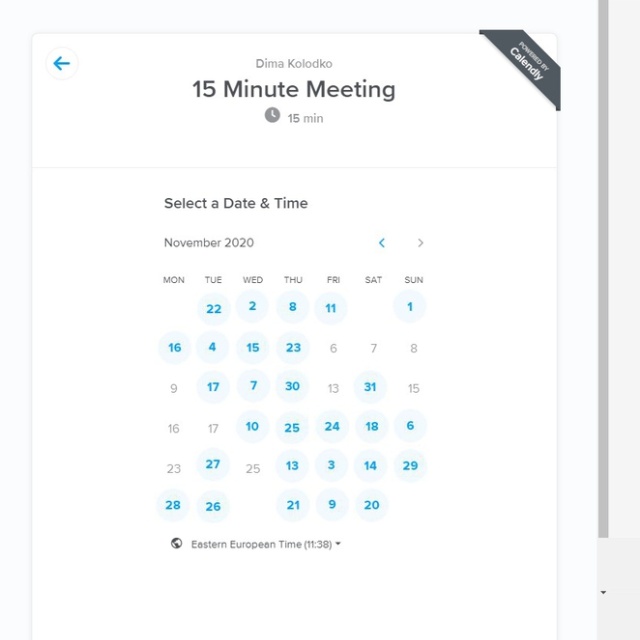 POWERED BY
Calendly
Dima Kolodko
15 Minute Meeting
15 min
Select a Date & Time
November 2020
MON TUE WED THU FRI SAT SUN
22 2 8 11 1
16 4 15 23 6 7 8
9 17 7 30 13 31 15
16 17 10 25 24 18 6
23 27 25 13 3 14 29
28 26 21 9 20
Eastern European Time (11:38)